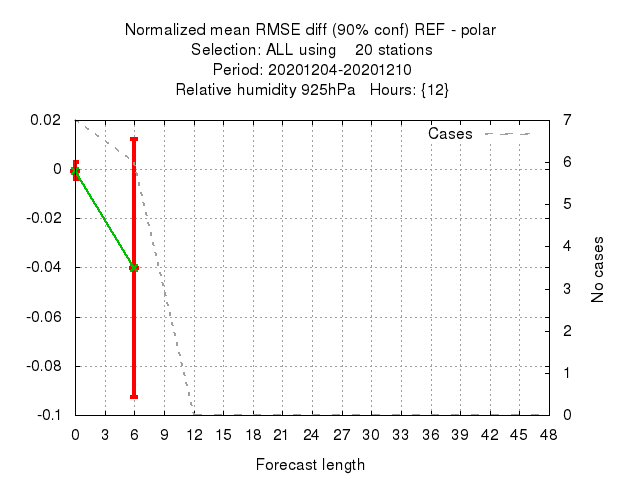 Normalized mean RMSE diff (90% conf) REF - polar
Selection: ALL using    20 stations
Period: 20201204-20201210
Relative humidity 925hPa   Hours: {12}
Cases
0.02
0
-0.02
-0.04
-0.06
-0.08
-0.1
7
6
5
4
3
2
1
0
No cases
0 3 6 9 12 15 18 21 24 27 30 33 36 39 42 45 48
Forecast length